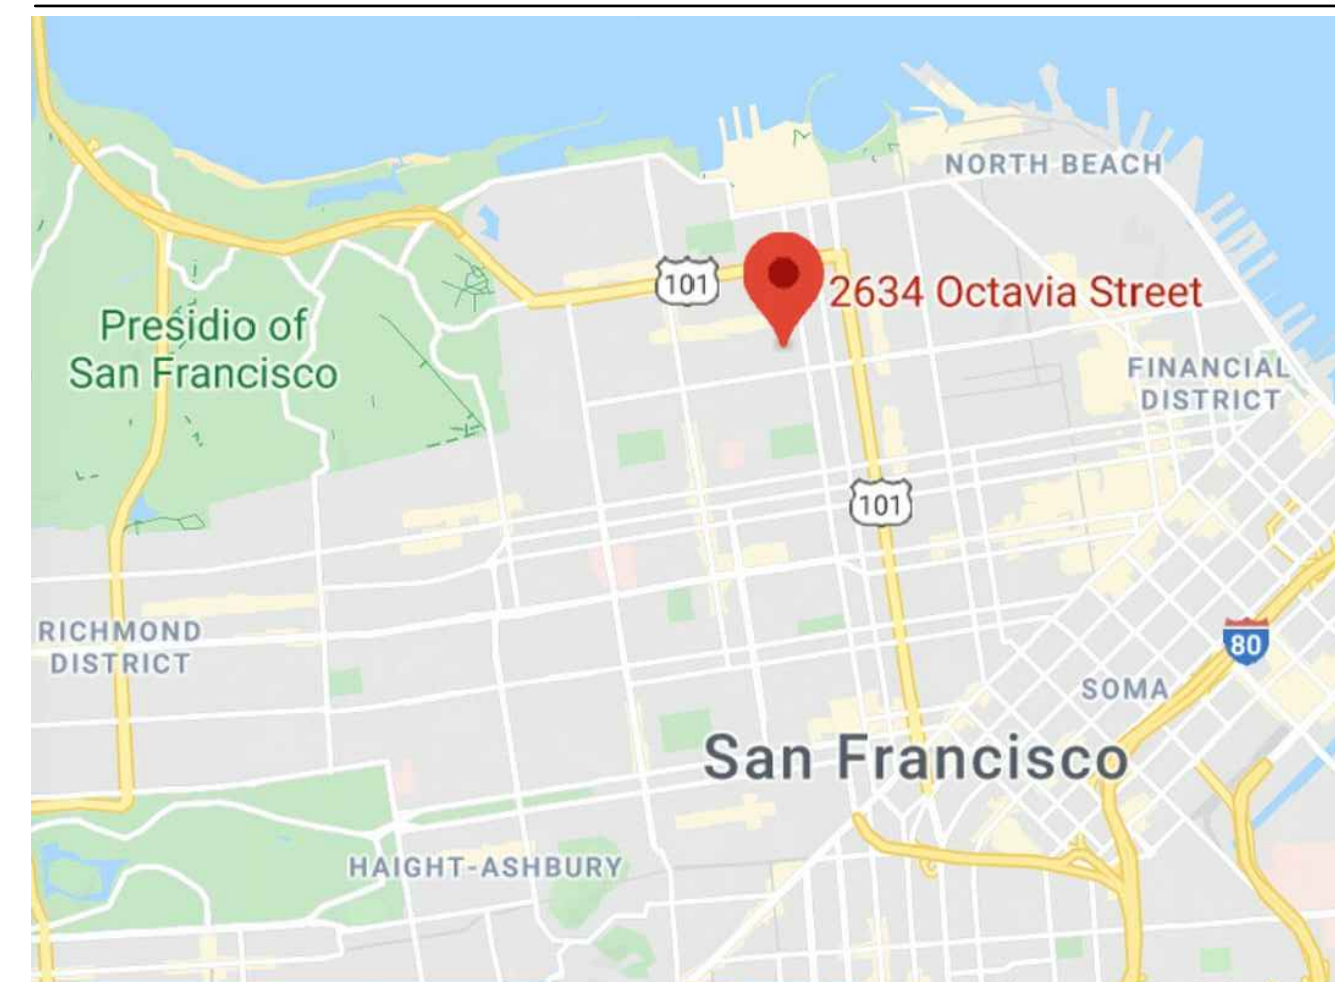 NORTH BEACH
101
2634 Octavia Street
Presidio of
San Francisco
FINANCIAL
DISTRICT
101
RICHMOND
DISTRICT
80
SOMA
San Francisco
HAIGHT-ASHBURY